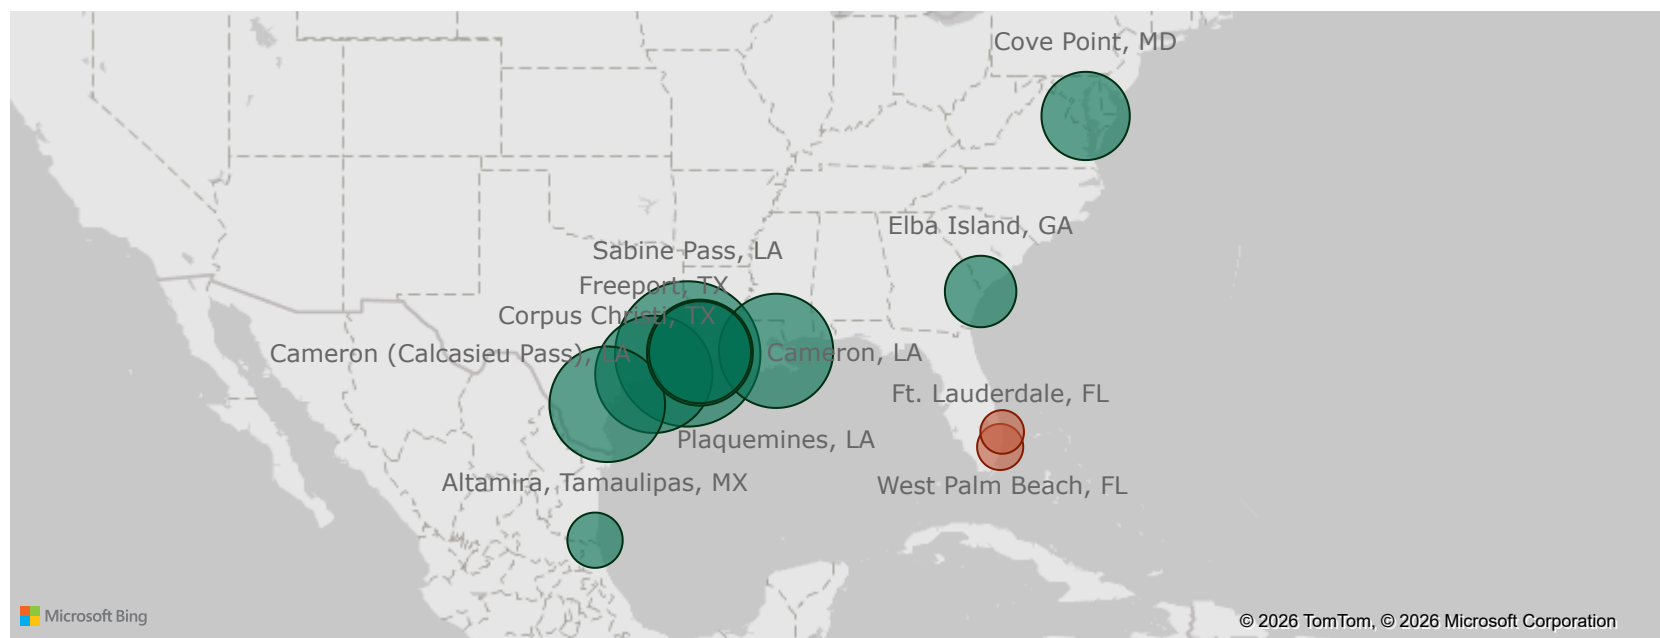 Cove Point, MD
Elba Island, GA
Sabine Pass, LA
Freeport, TX
Corpus Christi, TX
Cameron (Calcasieu Pass), LA
Cameron, LA
Ft. Lauderdale, FL
Plaquemines, LA
Altamira, Tamaulipas, MX
West Palm Beach, FL
Microsoft Bing
© 2026 TomTom, © 2026 Microsoft Corporation